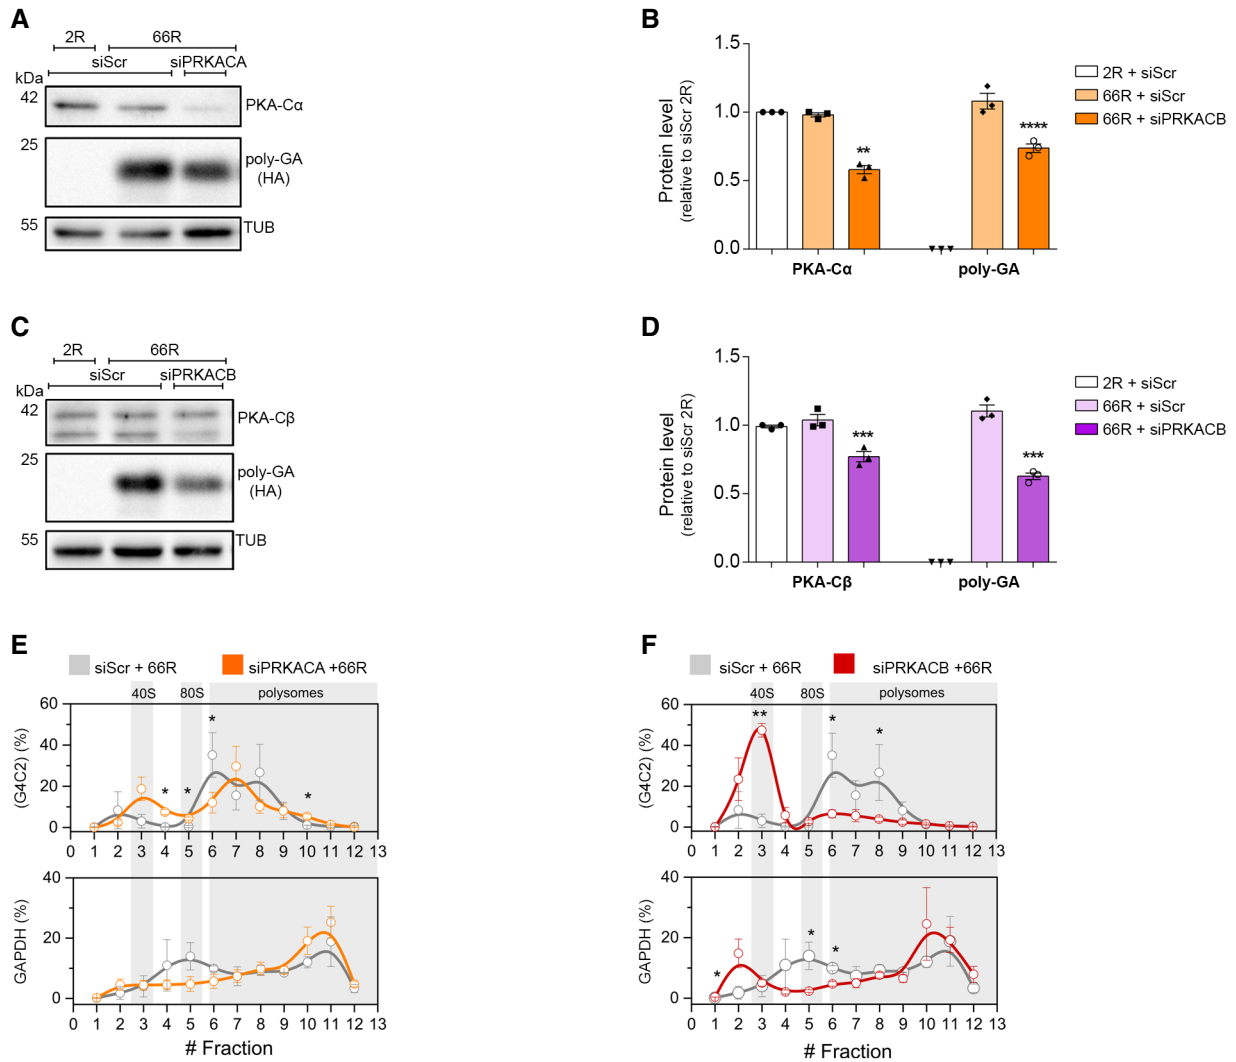 A
2R 66R
siScr siPRKACA
kDa
42
PKA-Cα
25
poly-GA
(HA)
55
TUB
B
Protein level
(relative to siScr 2R)
1.5
1.0
0.5
0.0
**
****
PKA-Cα poly-GA
2R + siScr
66R + siScr
66R + siPRKACB
C
2R 66R
siScr siPRKACB
kDa
42
PKA-Cβ
25
poly-GA
(HA)
55
TUB
D
Protein level
(relative to siScr 2R)
1.5
1.0
0.5
0.0
***
***
PKA-Cβ poly-GA
2R + siScr
66R + siScr
66R + siPRKACB
E
siScr + 66R siPRKACA +66R
40S 80S polysomes
(G4C2) (%)
60
40
20
0
* * * *
0 1 2 3 4 5 6 7 8 9 10 11 12 13
GAPDH (%)
40
20
0
0 1 2 3 4 5 6 7 8 9 10 11 12 13
# Fraction
F
siScr + 66R siPRKACB +66R
40S 80S polysomes
(G4C2) (%)
60
40
20
0
** * *
0 1 2 3 4 5 6 7 8 9 10 11 12 13
GAPDH (%)
40
20
0
* * *
0 1 2 3 4 5 6 7 8 9 10 11 12 13
# Fraction